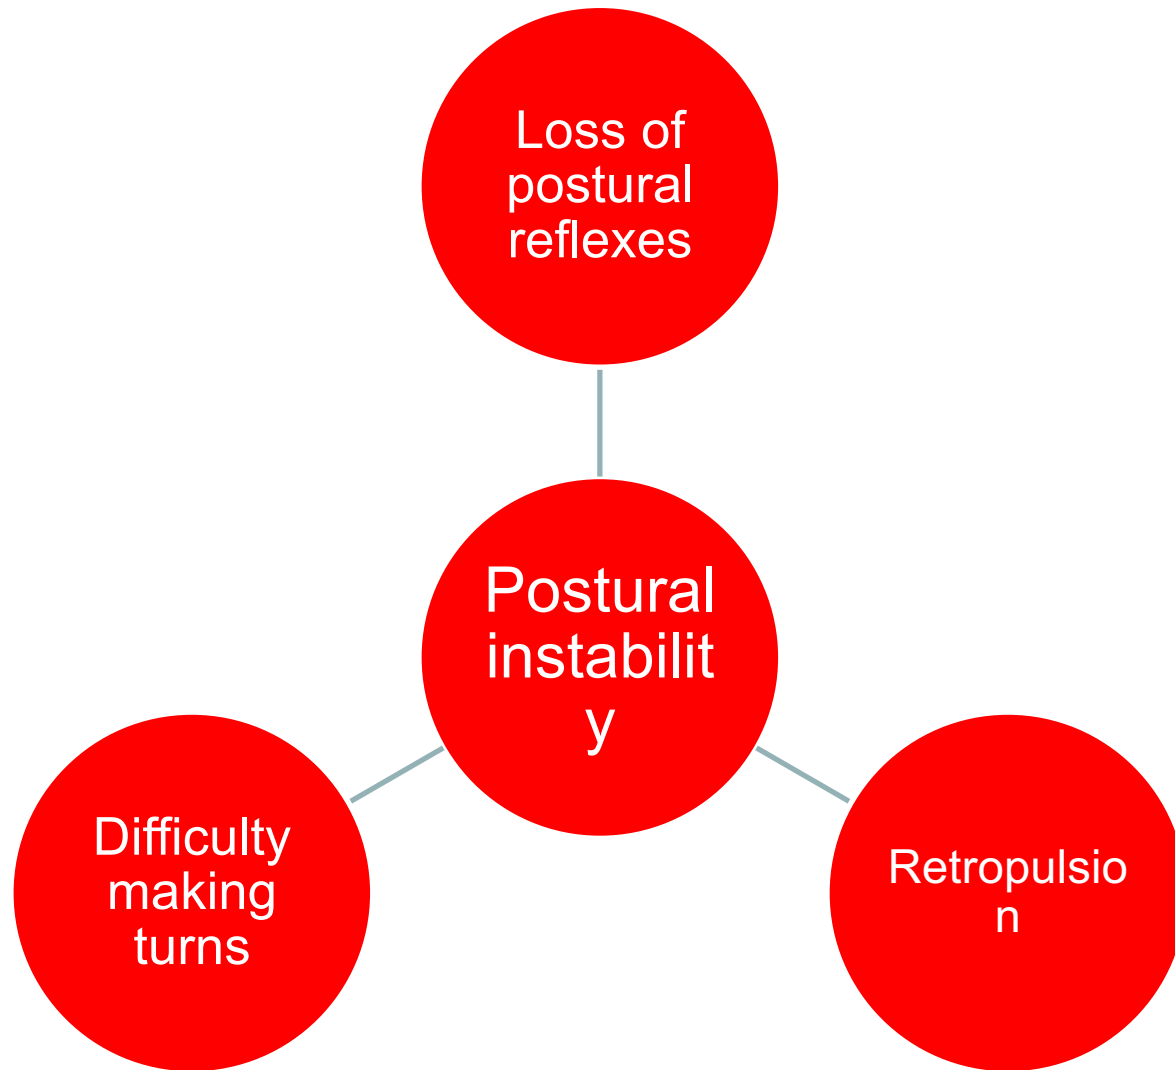 Loss of
postural
reflexes
Postural
instabilit
y
Difficulty
making
turns
Retropulsio
n